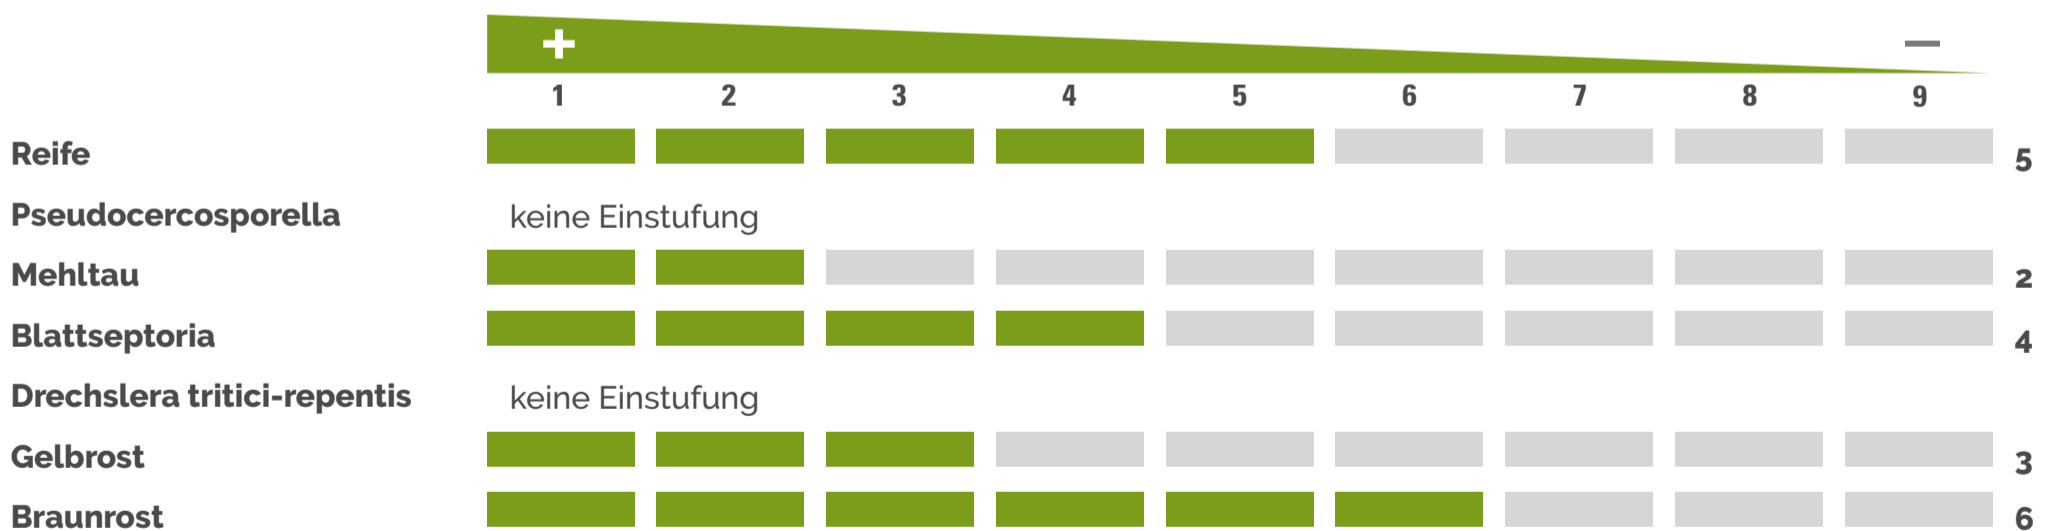 + —
1 2 3 4 5 6 7 8 9
Reife 5
Pseudocercosporella keine Einstufung
Mehltau 2
Blattseptoria 4
Drechslera tritici-repentis keine Einstufung
Gelbrost 3
Braunrost 6